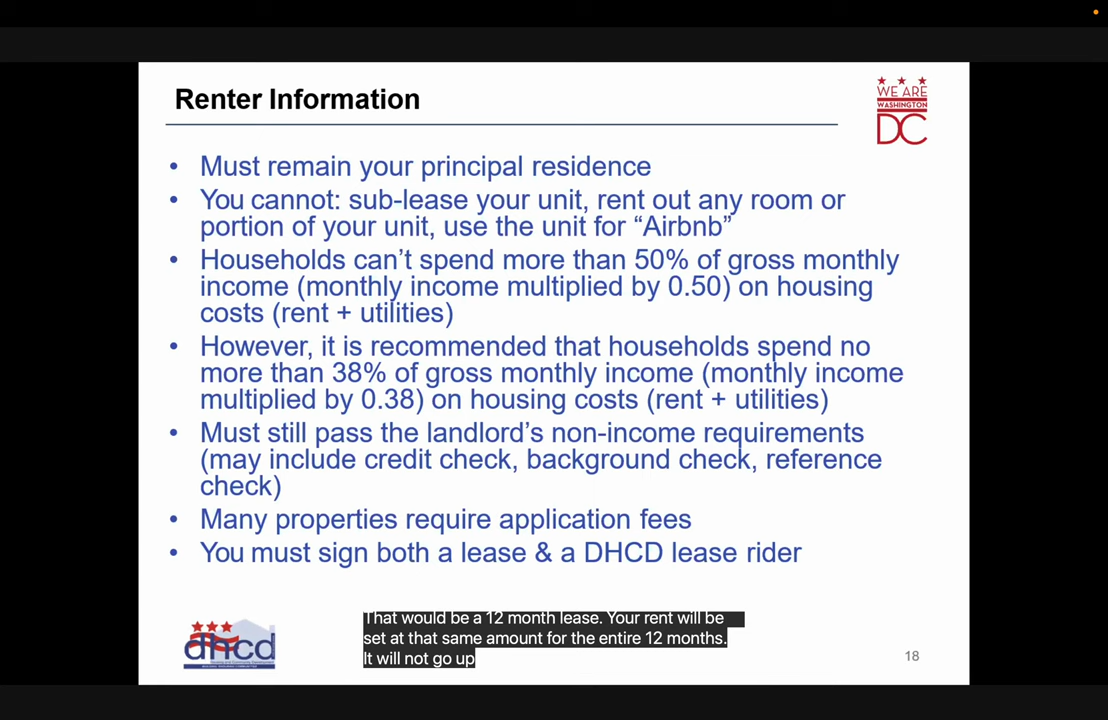 Renter Information
WE ARE
WASHINGTON
DC
• Must remain your principal residence
• You cannot: sub-lease your unit, rent out any room or
portion of your unit, use the unit for “Airbnb”
• Households can’t spend more than 50% of gross monthly
income (monthly income multiplied by 0.50) on housing
costs (rent + utilities)
• However, it is recommended that households spend no
more than 38% of gross monthly income (monthly income
multiplied by 0.38) on housing costs (rent + utilities)
• Must still pass the landlord’s non-income requirements
(may include credit check, background check, reference
check)
• Many properties require application fees
• You must sign both a lease & a DHCD lease rider
dhcd
That would be a 12 month lease. Your rent will be
set at that same amount for the entire 12 months.
It will not go up
18